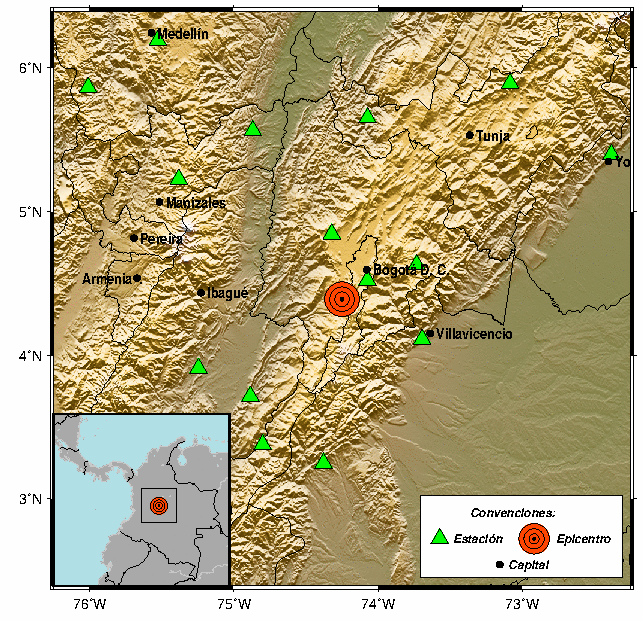 Medellín
6˚N
Tunja
Yo
5˚N
Manizales
Pereira
Bogotá D. C.
Armenia
Ibagué
Villavicencio
4˚N
3˚N
Convenciones:
Estación
Epicentro
Capital
76˚W
75˚W
74˚W
73˚W